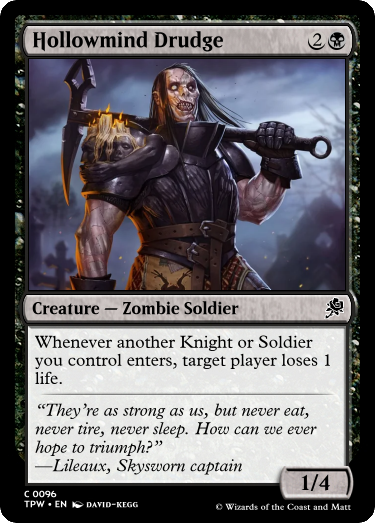 Hollowmind Drudge 2
Creature — Zombie Soldier
Whenever another Knight or Soldier
you control enters, target player loses 1
life.
“They’re as strong as us, but never eat,
never tire, never sleep. How can we ever
hope to triumph?”
—Lileaux, Skysworn captain
1/4
C 0096
TPW • EN DAVID-KEGG
© Wizards of the Coast and Matt